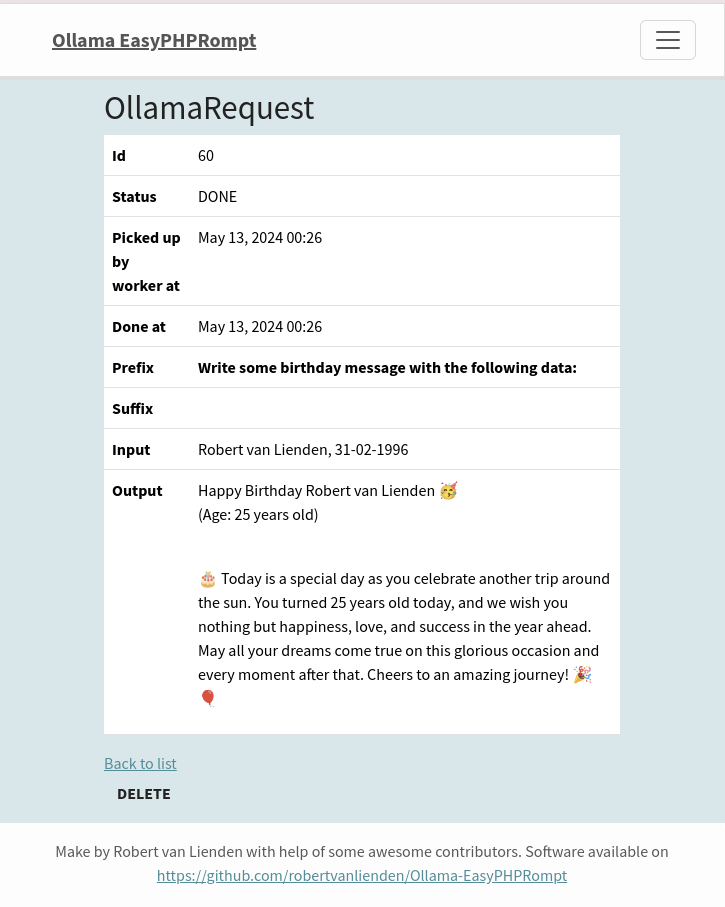 Ollama EasyPHPRompt
OllamaRequest
Id 60
Status DONE
Picked up by worker at May 13, 2024 00:26
Done at May 13, 2024 00:26
Prefix Write some birthday message with the following data:
Suffix
Input Robert van Lienden, 31-02-1996
Output Happy Birthday Robert van Lienden 🥳
(Age: 25 years old)
🎂 Today is a special day as you celebrate another trip around
the sun. You turned 25 years old today, and we wish you
nothing but happiness, love, and success in the year ahead.
May all your dreams come true on this glorious occasion and
every moment after that. Cheers to an amazing journey! 🎉
🎈
Back to list
DELETE
Make by Robert van Lienden with help of some awesome contributors. Software available on
https://github.com/robertvanlienden/Ollama-EasyPHPRompt